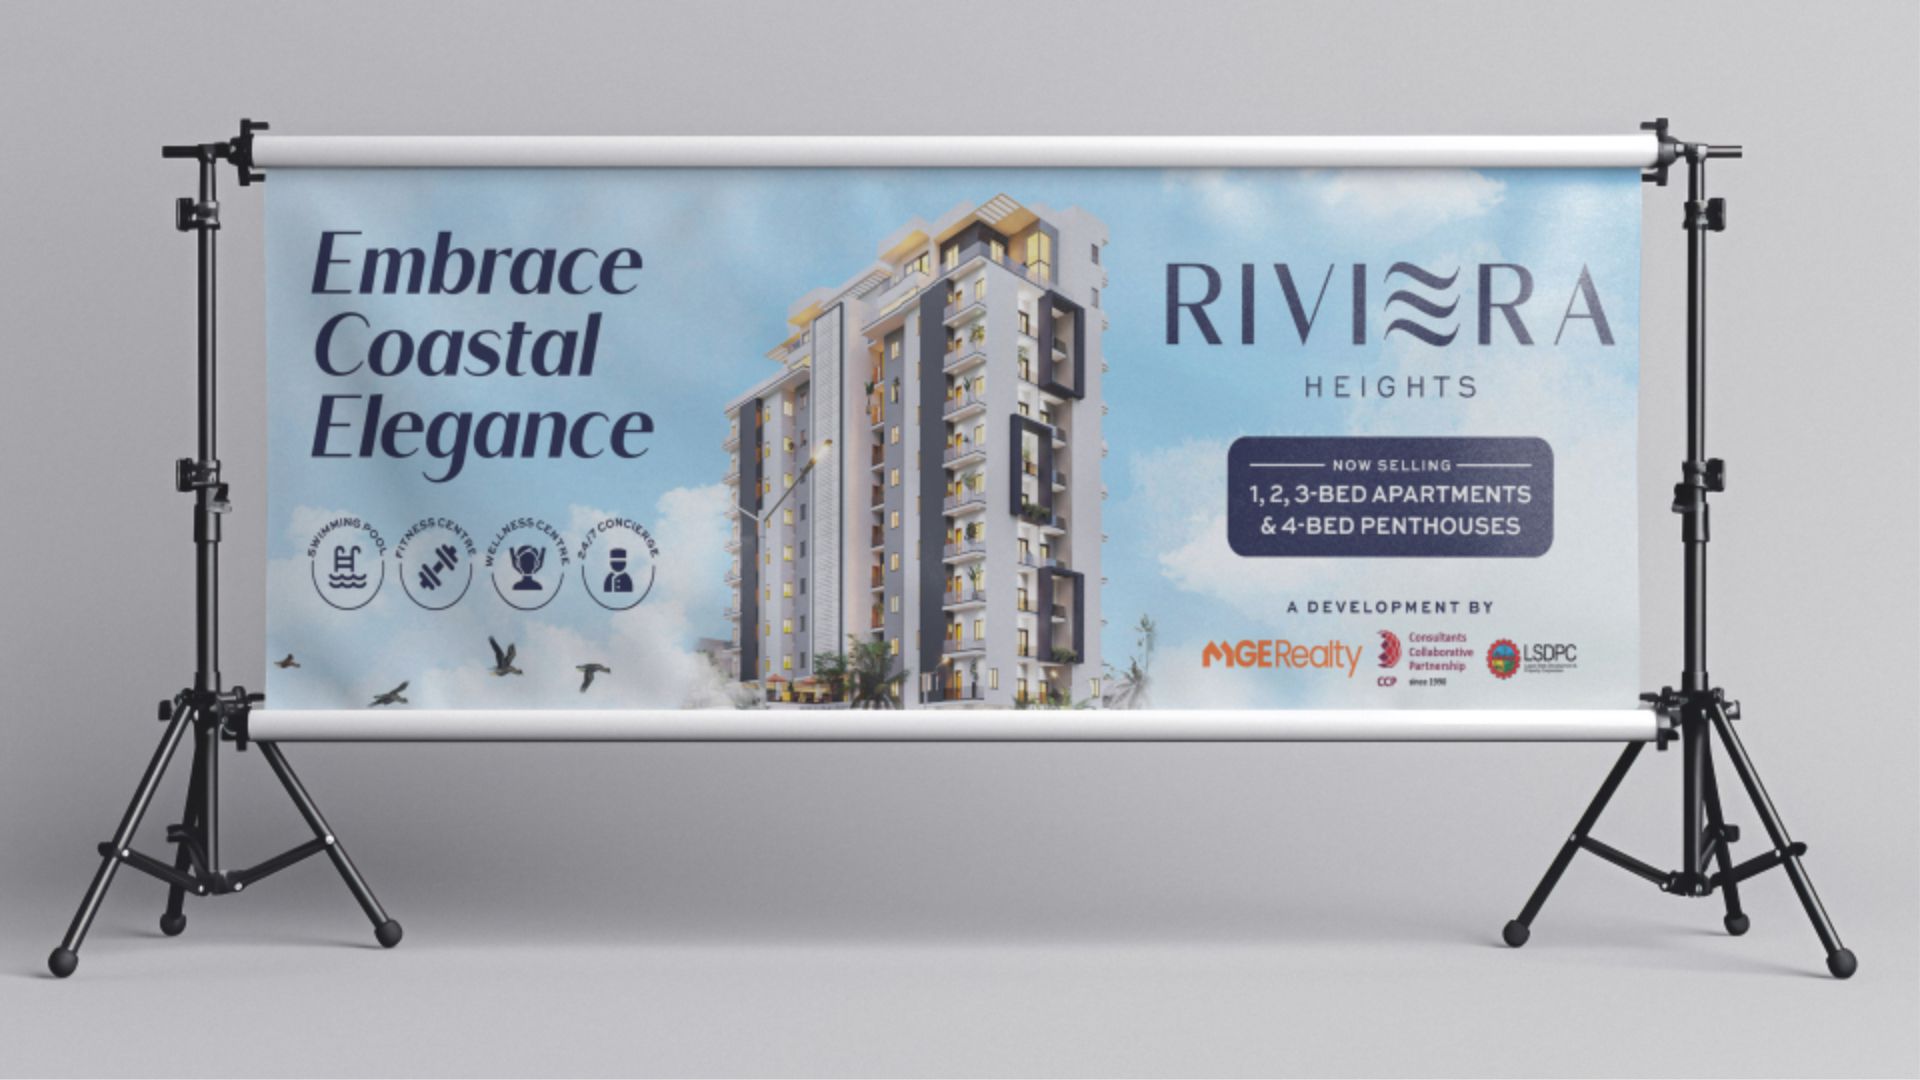 Embrace
Coastal
Elegance
SWIMMING POOL
FITNESS CENTRE
WELLNESS CENTRE
24/7 CONCIERGE
RIVIERA
HEIGHTS
NOW SELLING
1, 2, 3-BED APARTMENTS
& 4-BED PENTHOUSES
A DEVELOPMENT BY
MGERealty
Consultants
Collaborative
Partnership
CCP since 1998
LSDPC